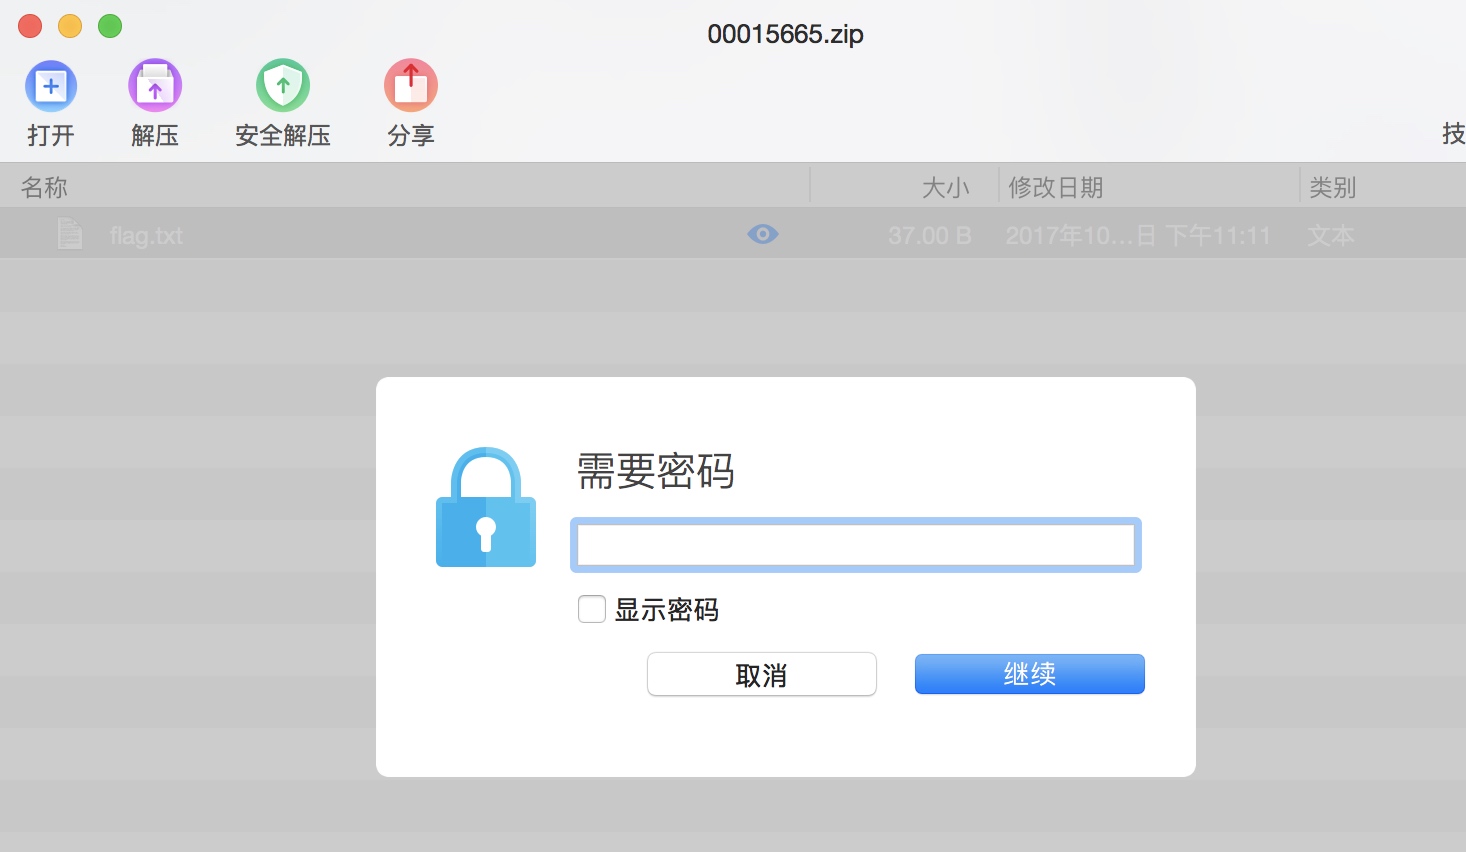 00015665.zip
打开 解压 安全解压 分享 技
名称 大小 修改日期 类别
flag.txt 37.00 B 2017年10...日 下午11:11 文本
需要密码
显示密码
取消 继续